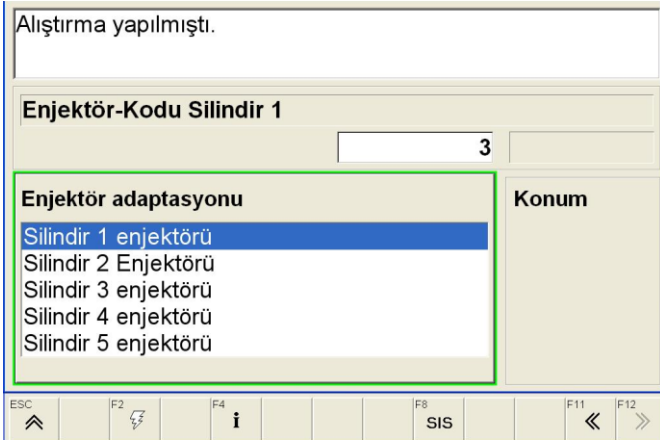 Alıştırma yapılmıştı.
Enjektör-Kodu Silindir 1
3
Enjektör adaptasyonu
Konum
Silindir 1 enjektörü
Silindir 2 Enjektörü
Silindir 3 enjektörü
Silindir 4 enjektörü
Silindir 5 enjektörü
ESC
F2
F4
i
F8
SIS
F11
F12